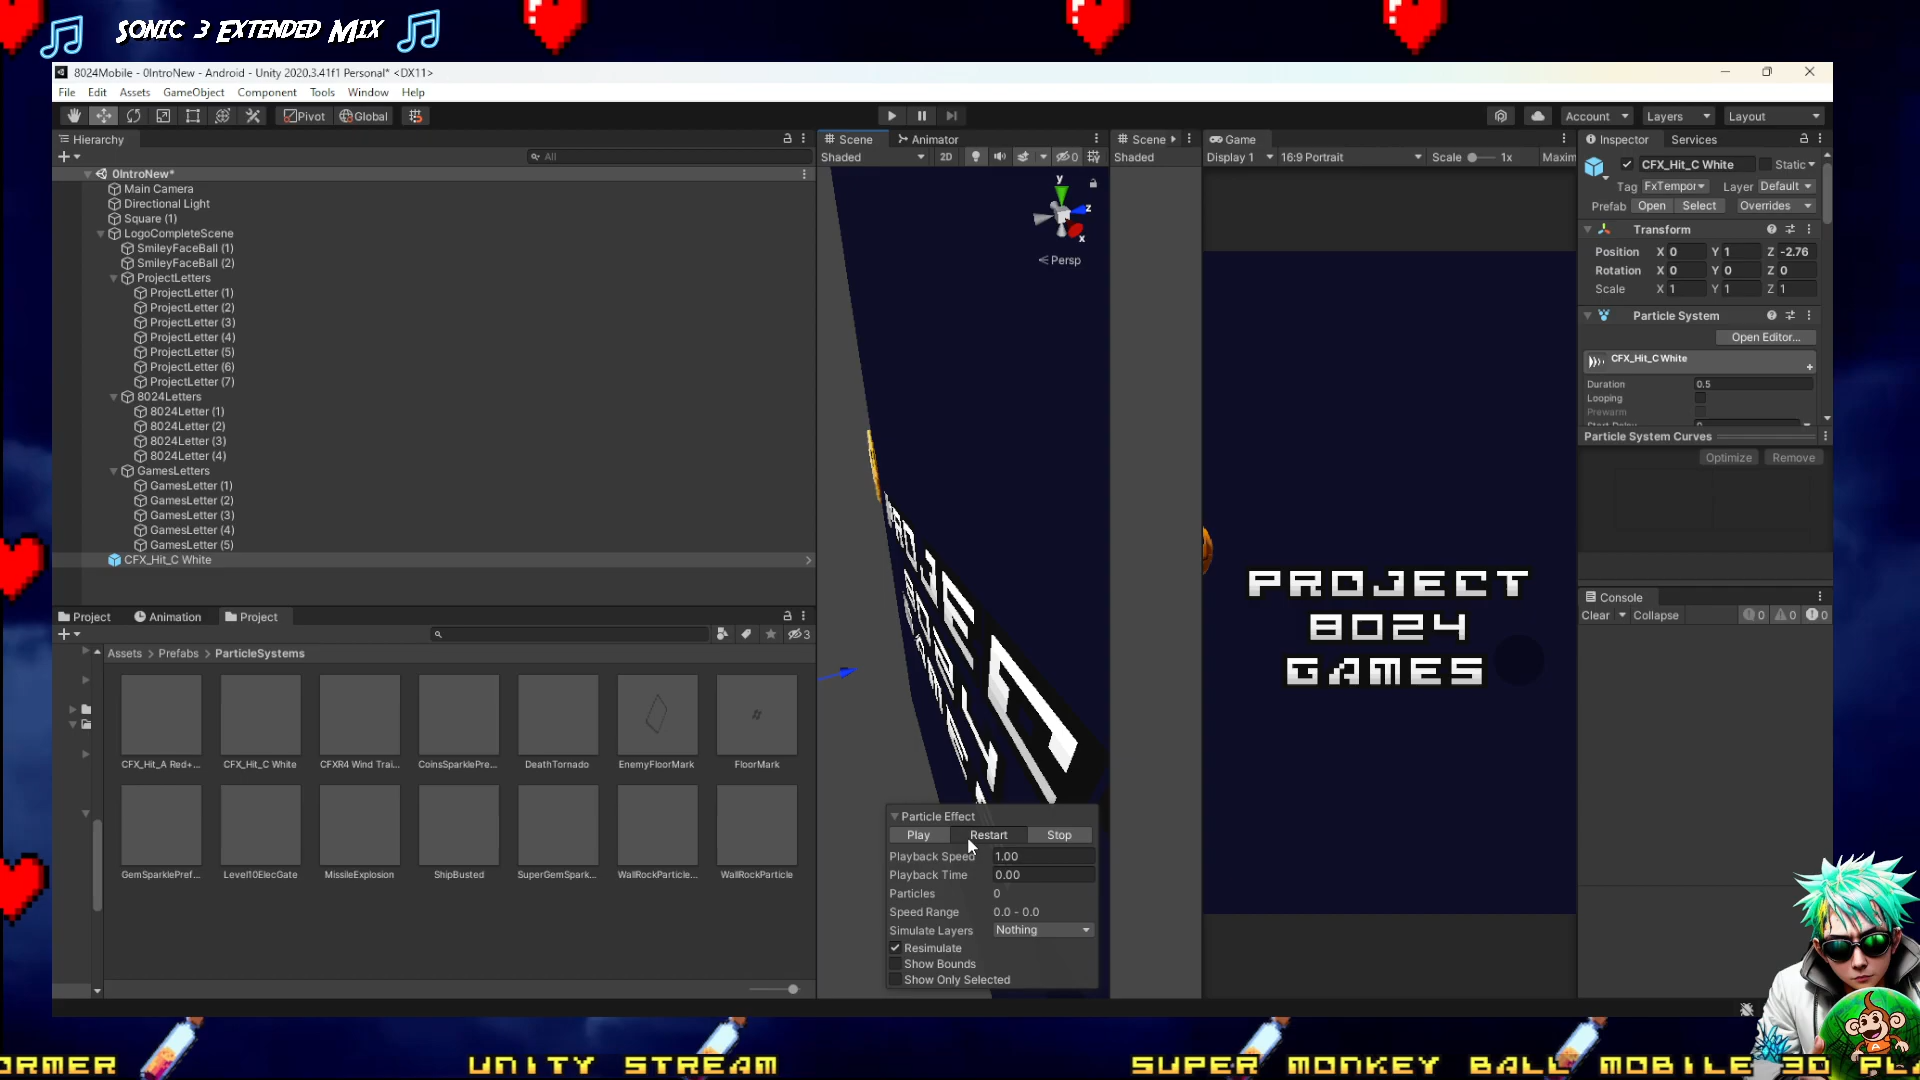 Sonic 3 Extended Mix
8024Mobile - 0IntroNew - Android - Unity 2020.3.41f1 Personal* <DX11>
File Edit Assets GameObject Component Tools Window Help
Pivot Global Account Layers Layout
Hierarchy
All
0IntroNew*
Main Camera
Directional Light
Square (1)
LogoCompleteScene
SmileyFaceBall (1)
SmileyFaceBall (2)
ProjectLetters
ProjectLetter (1)
ProjectLetter (2)
ProjectLetter (3)
ProjectLetter (4)
ProjectLetter (5)
ProjectLetter (6)
ProjectLetter (7)
8024Letters
8024Letter (1)
8024Letter (2)
8024Letter (3)
8024Letter (4)
GamesLetters
GamesLetter (1)
GamesLetter (2)
GamesLetter (3)
GamesLetter (4)
GamesLetter (5)
CFX_Hit_C White
Project Animation Project
3
Assets > Prefabs > ParticleSystems
CFX_Hit_A Red+... CFX_Hit_C White CFXR4 Wind Trai... CoinsSparklePre... DeathTornado EnemyFloorMark FloorMark
GemSparklePref... Level10ElecGate MissileExplosion ShipBusted SuperGemSpark... WallRockParticle... WallRockParticle
Scene Animator
Shaded 2D 0
y
z
x
Persp
Particle Effect
Play Restart Stop
Playback Speed 1.00
Playback Time 0.00
Particles 0
Speed Range 0.0 - 0.0
Simulate Layers Nothing
Resimulate
Show Bounds
Show Only Selected
Scene
Shaded
Game
Display 1 16:9 Portrait Scale 1x Maxim
PROJECT
8024
GAMES
Inspector Services
CFX_Hit_C White Static
Tag FxTempor Layer Default
Prefab Open Select Overrides
Transform
Position X 0 Y 1 Z -2.76
Rotation X 0 Y 0 Z 0
Scale X 1 Y 1 Z 1
Particle System
Open Editor...
CFX_Hit_C White
Duration 0.5
Looping
Prewarm
Particle System Curves
Optimize Remove
Console
Clear Collapse 0 0 0
ORMER UNITY STREAM SUPER MONKEY BALL MOBILE 3D PL